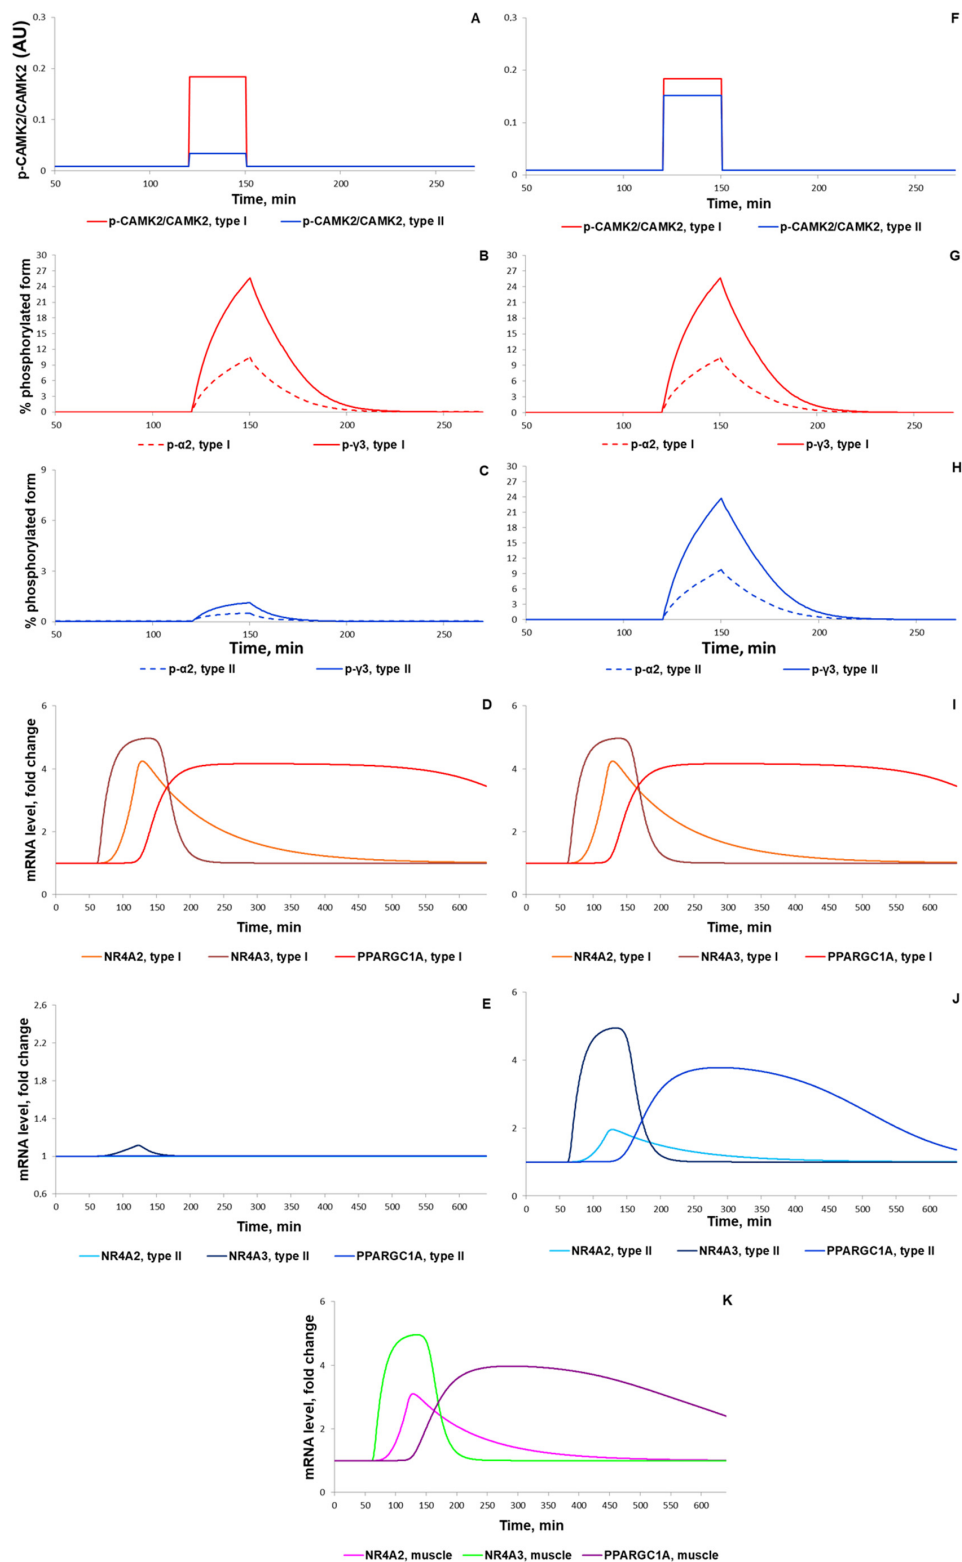 A
p-CAMK2/CAMK2 (AU)
0.3
0.2
0.1
0
50 100 150 200 250
Time, min
p-CAMK2/CAMK2, type I p-CAMK2/CAMK2, type II
F
0.3
0.2
0.1
0
50 100 150 200 250
Time, min
p-CAMK2/CAMK2, type I p-CAMK2/CAMK2, type II
B
% phosphorylated form
30
27
24
21
18
15
12
9
6
3
0
50 100 150 200 250
p-α2, type I p-γ3, type I
G
30
27
24
21
18
15
12
9
6
3
0
50 100 150 200 250
p-α2, type I p-γ3, type I
C
% phosphorylated form
9
6
3
0
50 100 150 200 250
Time, min
p-α2, type II p-γ3, type II
H
30
27
24
21
18
15
12
9
6
3
0
50 100 150 200 250
Time, min
p-α2, type II p-γ3, type II
D
mRNA level, fold change
6
4
2
0
0 50 100 150 200 250 300 350 400 450 500 550 600
Time, min
NR4A2, type I NR4A3, type I PPARGC1A, type I
I
6
4
2
0
0 50 100 150 200 250 300 350 400 450 500 550 600
Time, min
NR4A2, type I NR4A3, type I PPARGC1A, type I
E
mRNA level, fold change
2,6
2.2
1.8
1.4
1
0.6
0 50 100 150 200 250 300 350 400 450 500 550 600
Time, min
NR4A2, type II NR4A3, type II PPARGC1A, type II
J
6
4
2
0
0 50 100 150 200 250 300 350 400 450 500 550 600
Time, min
NR4A2, type II NR4A3, type II PPARGC1A, type II
K
mRNA level, fold change
6
4
2
0
0 50 100 150 200 250 300 350 400 450 500 550 600
Time, min
NR4A2, muscle NR4A3, muscle PPARGC1A, muscle